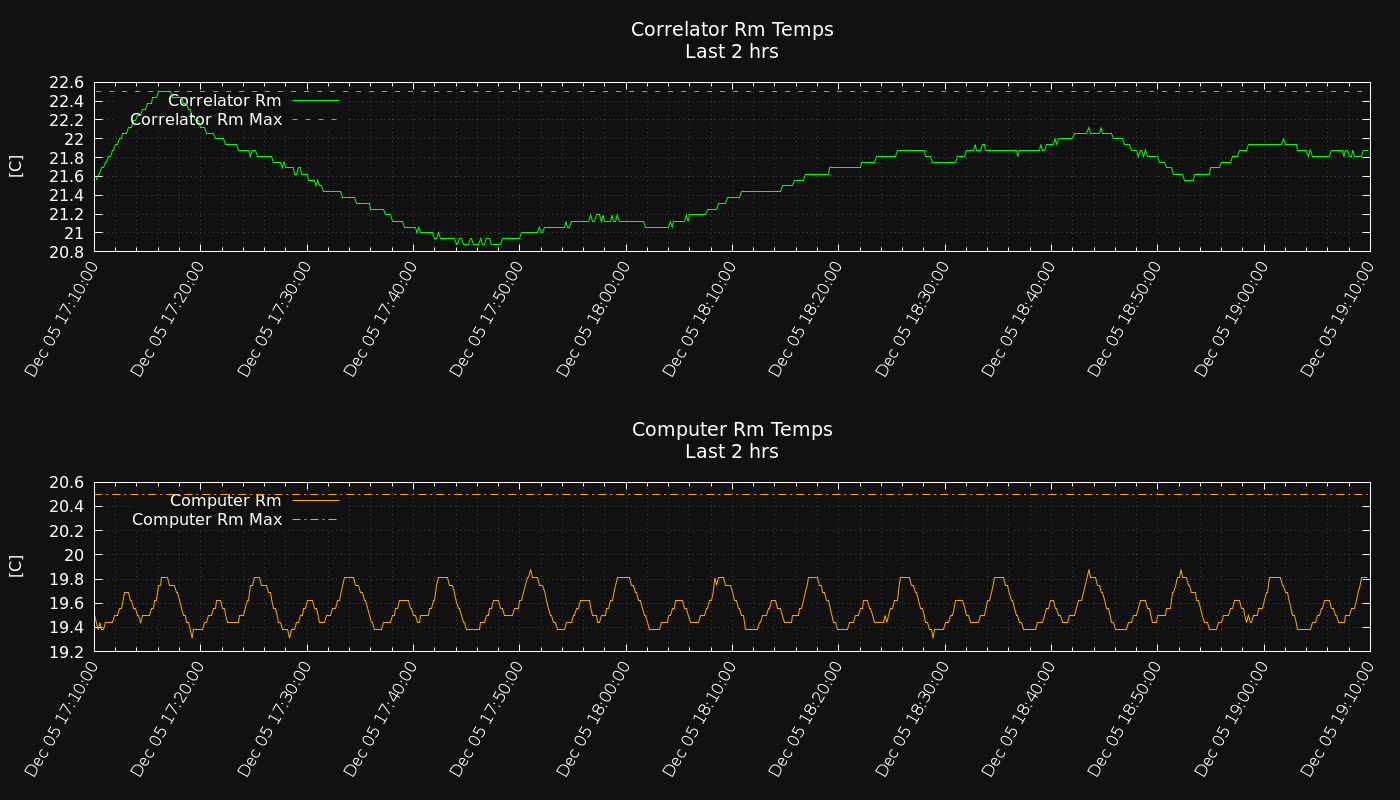 Correlator Rm Temps
Last 2 hrs
[C]
22.6
22.4
22.2
22
21.8
21.6
21.4
21.2
21
20.8
Correlator Rm
Correlator Rm Max
Dec 05 17:10:00
Dec 05 17:20:00
Dec 05 17:30:00
Dec 05 17:40:00
Dec 05 17:50:00
Dec 05 18:00:00
Dec 05 18:10:00
Dec 05 18:20:00
Dec 05 18:30:00
Dec 05 18:40:00
Dec 05 18:50:00
Dec 05 19:00:00
Dec 05 19:10:00
Computer Rm Temps
Last 2 hrs
[C]
20.6
20.4
20.2
20
19.8
19.6
19.4
19.2
Computer Rm
Computer Rm Max
Dec 05 17:10:00
Dec 05 17:20:00
Dec 05 17:30:00
Dec 05 17:40:00
Dec 05 17:50:00
Dec 05 18:00:00
Dec 05 18:10:00
Dec 05 18:20:00
Dec 05 18:30:00
Dec 05 18:40:00
Dec 05 18:50:00
Dec 05 19:00:00
Dec 05 19:10:00